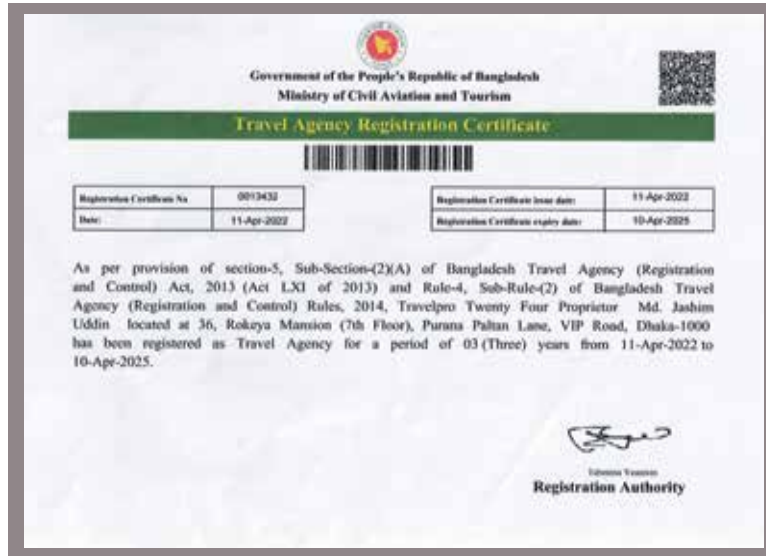 Government of the People's Republic of Bangladesh
Ministry of Civil Aviation and Tourism
Travel Agency Registration Certificate
Registration Certificate No 0013432
Date: 11-Apr-2022
Registration Certificate issue date: 11-Apr-2022
Registration Certificate expiry date: 10-Apr-2025
As per provision of section-5, Sub-Section-(2)(A) of Bangladesh Travel Agency (Registration
and Control) Act, 2013 (Act LXI of 2013) and Rule-4, Sub-Rule-(2) of Bangladesh Travel
Agency (Registration and Control) Rules, 2014, Travelpro Twenty Four Proprietor Md. Jashim
Uddin located at 36, Rokeya Mansion (7th Floor), Purana Paltan Lane, VIP Road, Dhaka-1000
has been registered as Travel Agency for a period of 03 (Three) years from 11-Apr-2022 to
10-Apr-2025.
Registration Authority